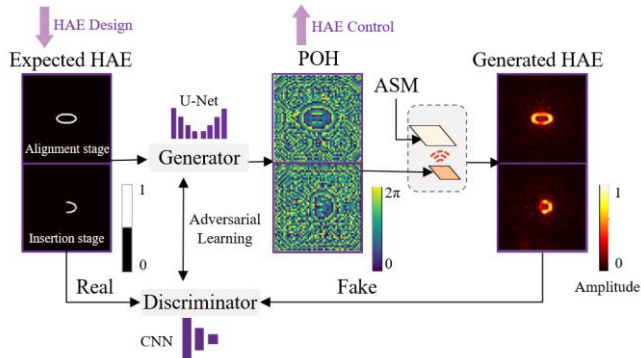 HAE Design
HAE Control
Expected HAE
POH
Generated HAE
U-Net
ASM
Alignment stage
Generator
1
2π
1
Insertion stage
Adversarial
Learning
0
0
0
Real
Fake
Amplitude
Discriminator
CNN